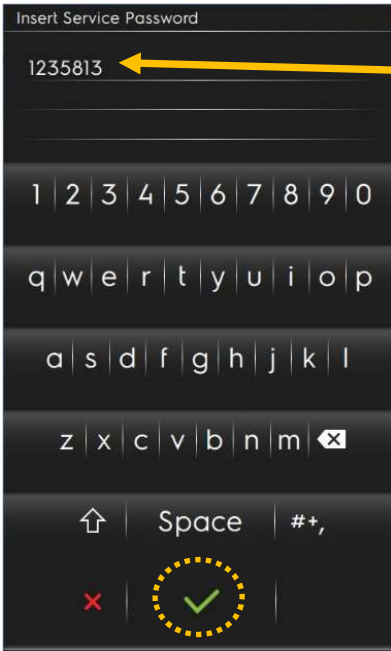 Insert Service Password
1235813
1 2 3 4 5 6 7 8 9 0
q w e r t y u i o p
a s d f g h j k l
z x c v b n m
Space #+,